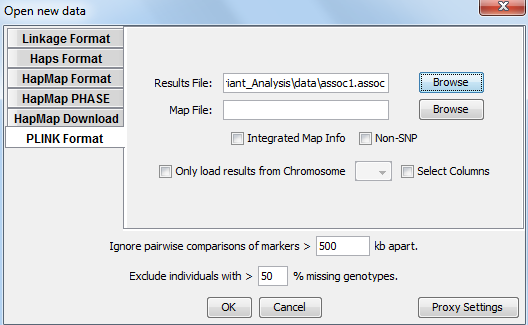 Open new data
Linkage Format
Haps Format
HapMap Format
HapMap PHASE
HapMap Download
PLINK Format
Results File: riant_Analysis\data\assoc1.assoc Browse
Map File: Browse
Integrated Map Info Non-SNP
Only load results from Chromosome Select Columns
Ignore pairwise comparisons of markers > 500 kb apart.
Exclude individuals with > 50 % missing genotypes.
OK Cancel Proxy Settings